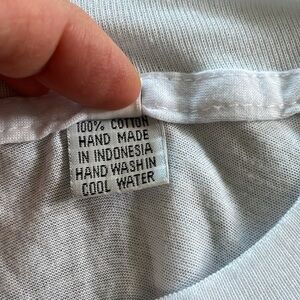 100% COTTON
HAND MADE
IN INDONESIA
HAND WASH IN
COOL WATER